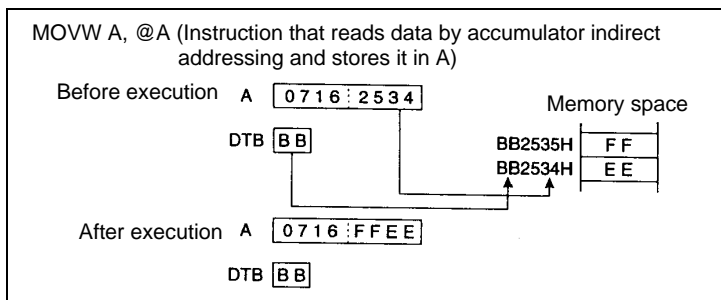 MOVW A, @A (Instruction that reads data by accumulator indirect
addressing and stores it in A)
Before execution A 0716 2534
Memory space
DTB BB
BB2535H FF
BB2534H EE
After execution A 0716 FFEE
DTB BB